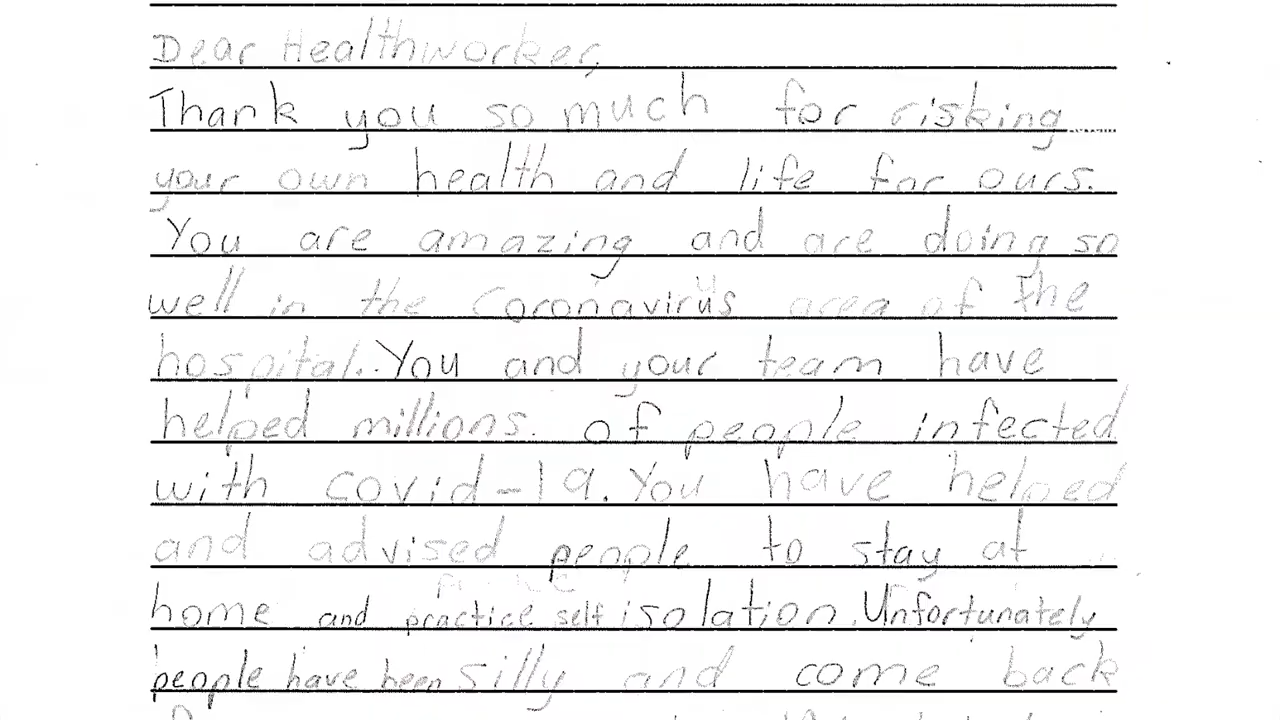 Dear Healthworker,
Thank you so much for risking
your own health and life for ours.
You are amazing and are doing so
well in the coronavirus area of the
hospital. You and your team have
helped millions. of people infected
with covid-19. You have helped
and advised people to stay at
home and practice self isolation. Unfortunately
people have been silly and come back